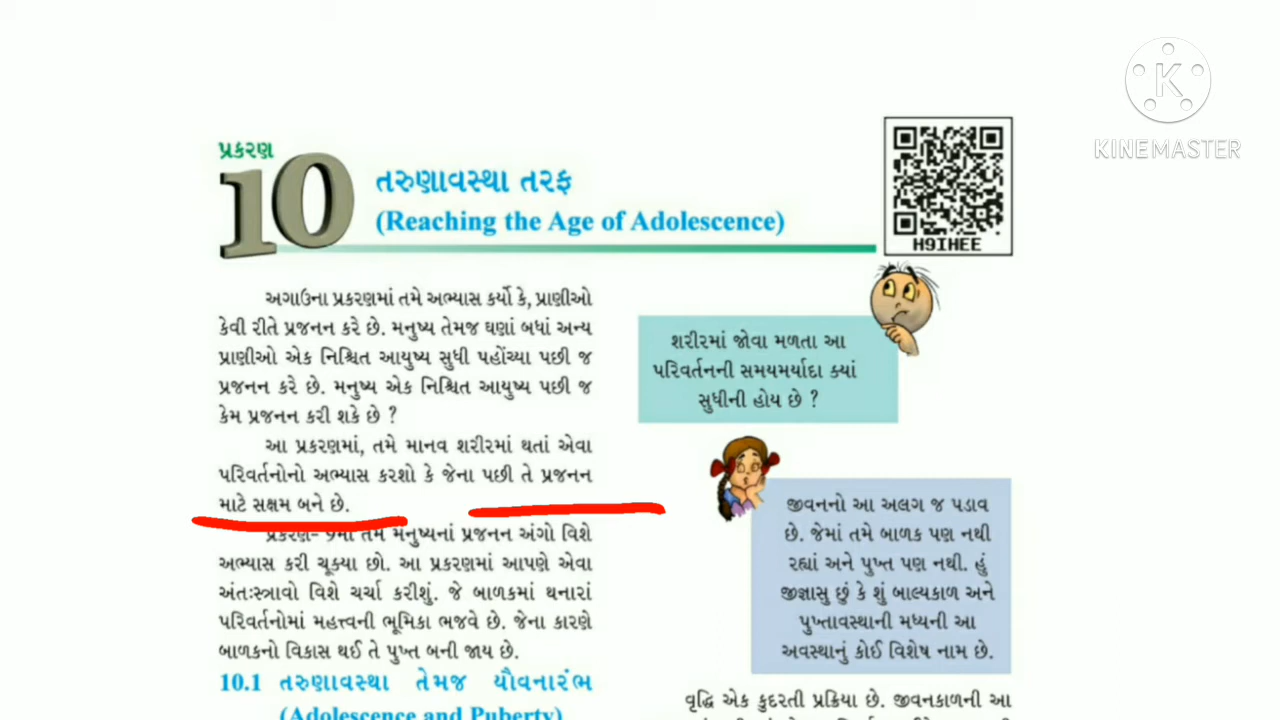 KINEMASTER
પ્રકરણ
10
તરુણાવસ્થા તરફ
(Reaching the Age of Adolescence)
H9IHEE
અગાઉના પ્રકરણમાં તમે અભ્યાસ કર્યો કે, પ્રાણીઓ
કેવી રીતે પ્રજનન કરે છે. મનુષ્ય તેમજ ઘણાં બધાં અન્ય
પ્રાણીઓ એક નિશ્ચિત આયુષ્ય સુધી પહોંચ્યા પછી જ
પ્રજનન કરે છે. મનુષ્ય એક નિશ્ચિત આયુષ્ય પછી જ
કેમ પ્રજનન કરી શકે છે ?
આ પ્રકરણમાં, તમે માનવ શરીરમાં થતાં એવા
પરિવર્તનોનો અભ્યાસ કરશો કે જેના પછી તે પ્રજનન
માટે સક્ષમ બને છે.
પ્રકરણ- 9માં તમે મનુષ્યનાં પ્રજનન અંગો વિશે
અભ્યાસ કરી ચૂક્યા છો. આ પ્રકરણમાં આપણે એવા
અંતઃસ્ત્રાવો વિશે ચર્ચા કરીશું. જે બાળકમાં થનારાં
પરિવર્તનોમાં મહત્ત્વની ભૂમિકા ભજવે છે. જેના કારણે
બાળકનો વિકાસ થઈ તે પુખ્ત બની જાય છે.
10.1 તરુણાવસ્થા તેમજ યૌવનારંભ
(Adolescence and Puberty)
શરીરમાં જોવા મળતા આ
પરિવર્તનની સમયમર્યાદા ક્યાં
સુધીની હોય છે ?
જીવનનો આ અલગ જ પડાવ
છે. જેમાં તમે બાળક પણ નથી
રહ્યાં અને પુખ્ત પણ નથી. હું
જીજ્ઞાસુ છું કે શું બાલ્યકાળ અને
પુખ્તાવસ્થાની મધ્યની આ
અવસ્થાનું કોઈ વિશેષ નામ છે.
વૃદ્ધિ એક કુદરતી પ્રક્રિયા છે. જીવનકાળની આ